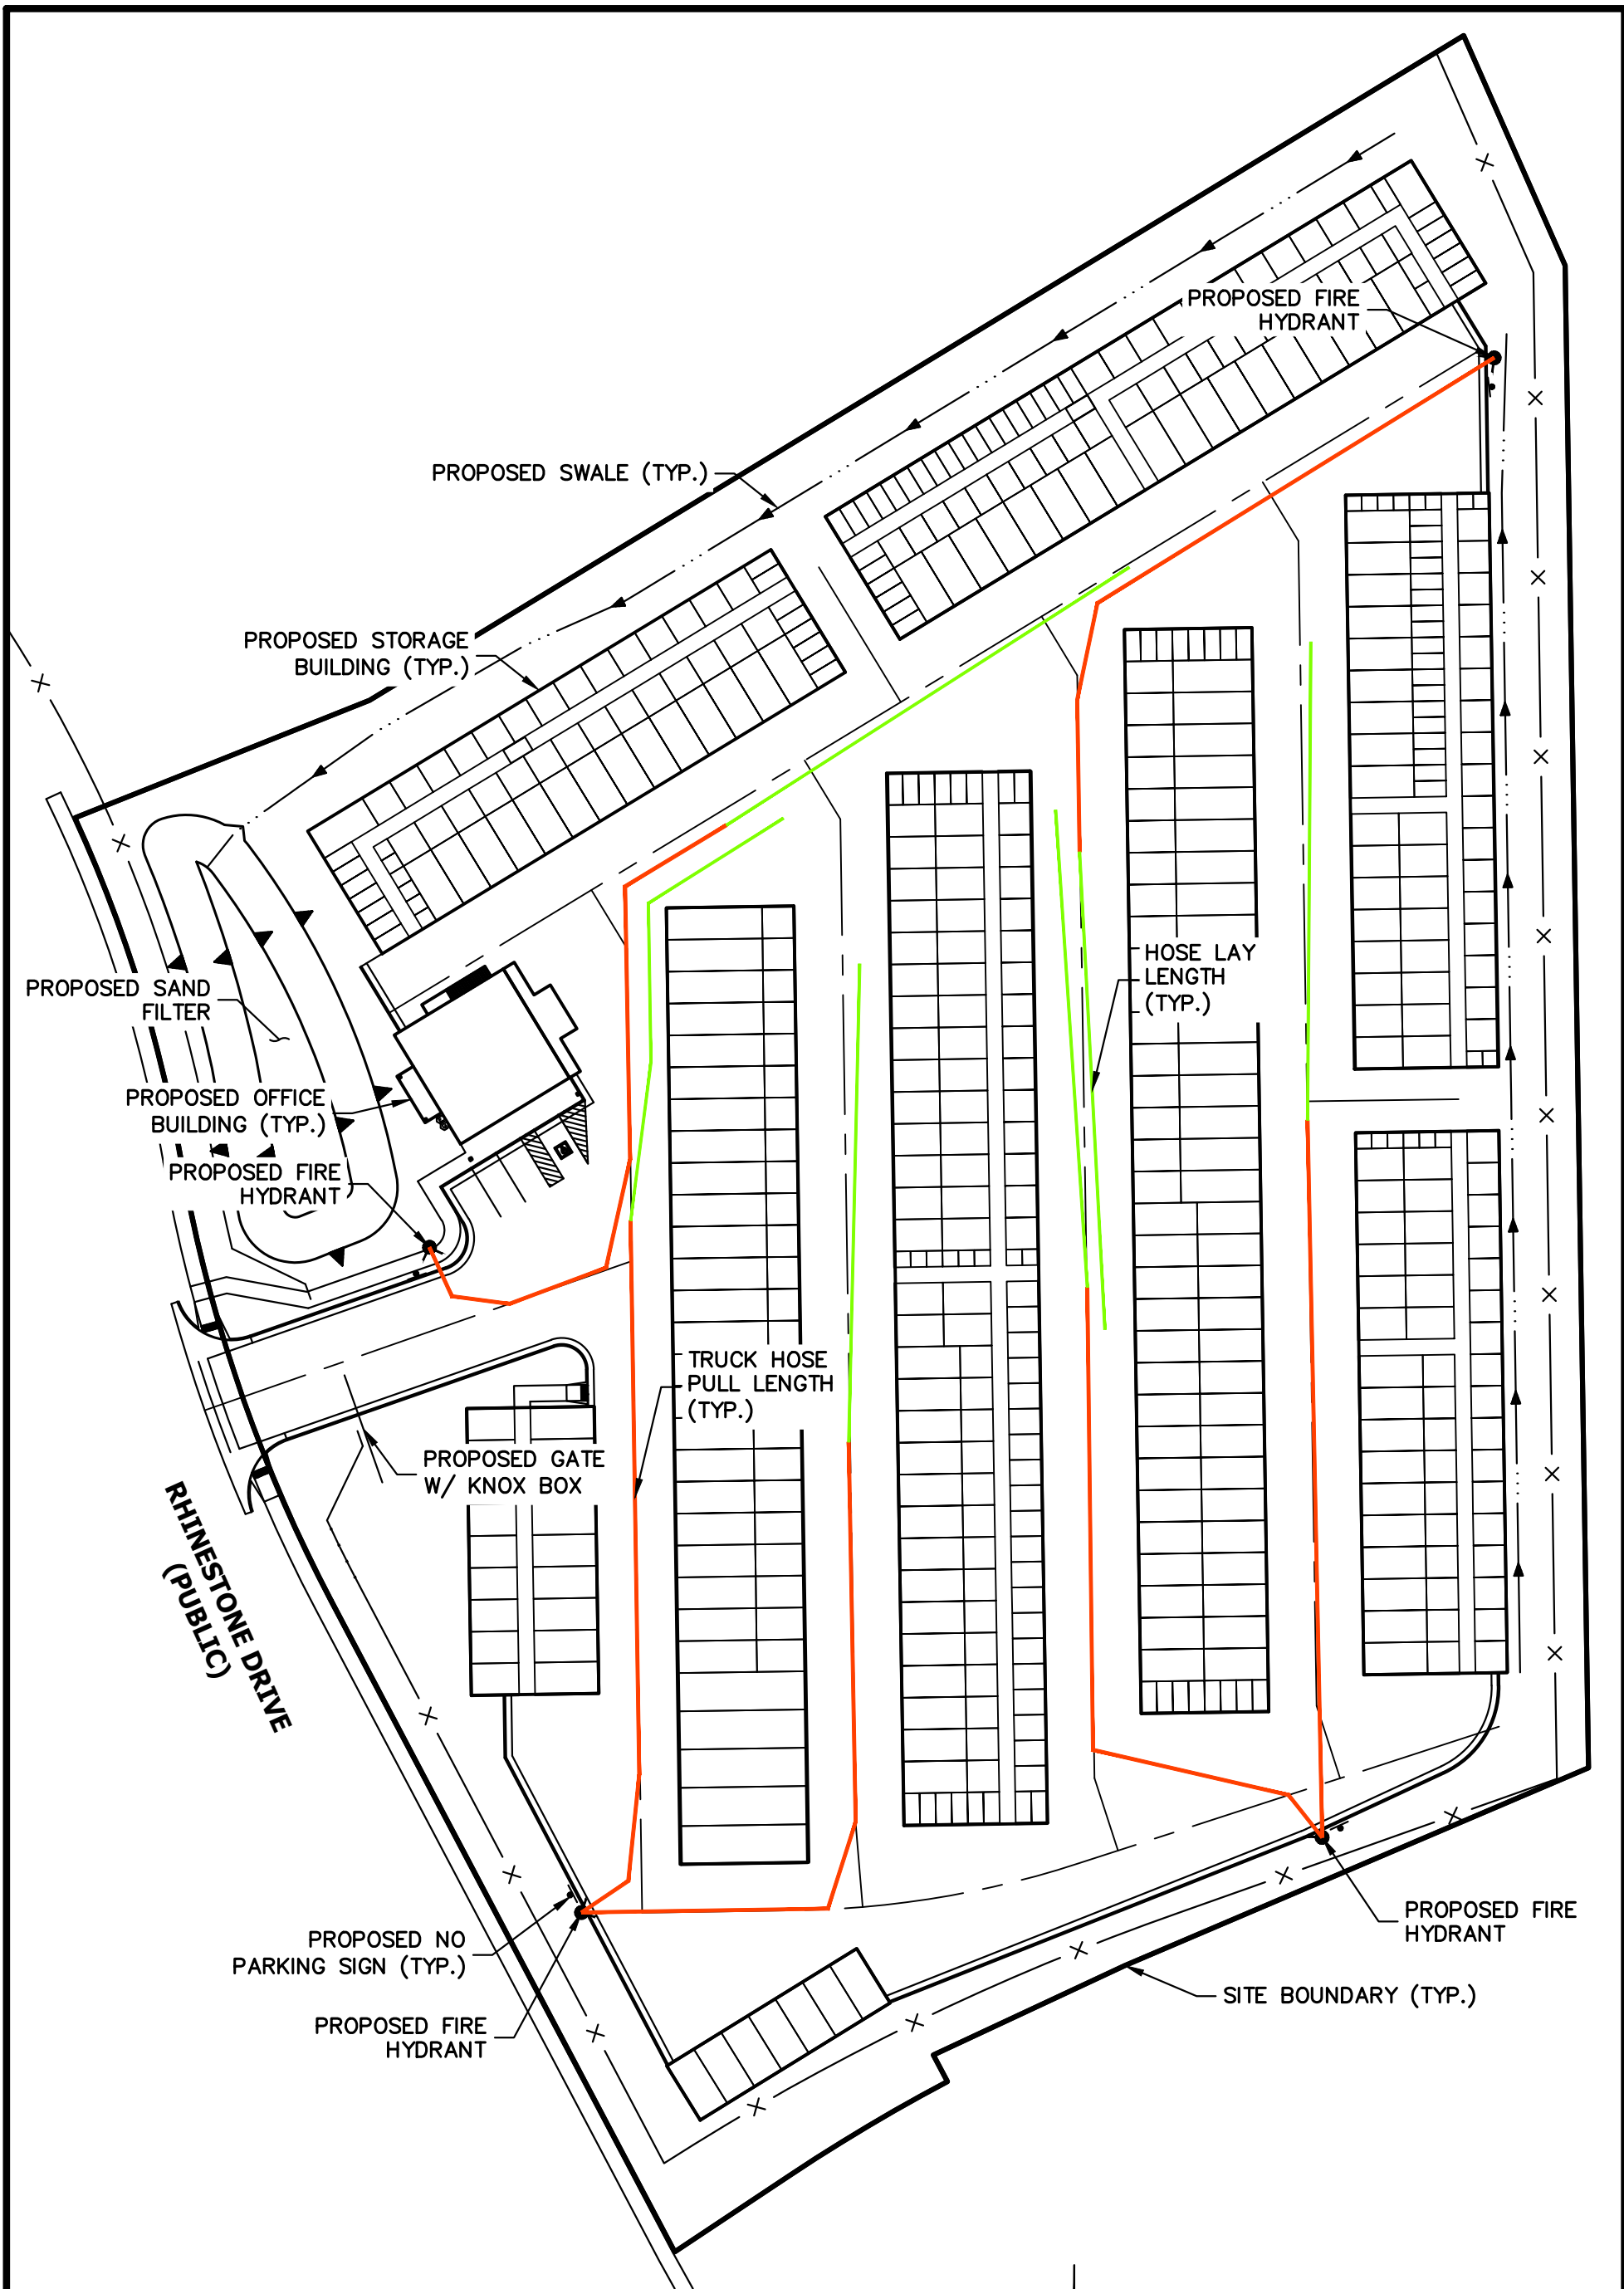 PROPOSED FIRE
HYDRANT
PROPOSED SWALE (TYP.)
PROPOSED STORAGE
BUILDING (TYP.)
HOSE LAY
LENGTH
(TYP.)
PROPOSED SAND
FILTER
PROPOSED OFFICE
BUILDING (TYP.)
PROPOSED FIRE
HYDRANT
TRUCK HOSE
PULL LENGTH
(TYP.)
PROPOSED GATE
W/ KNOX BOX
RHINESTONE DRIVE
(PUBLIC)
PROPOSED FIRE
HYDRANT
PROPOSED NO
PARKING SIGN (TYP.)
SITE BOUNDARY (TYP.)
PROPOSED FIRE
HYDRANT